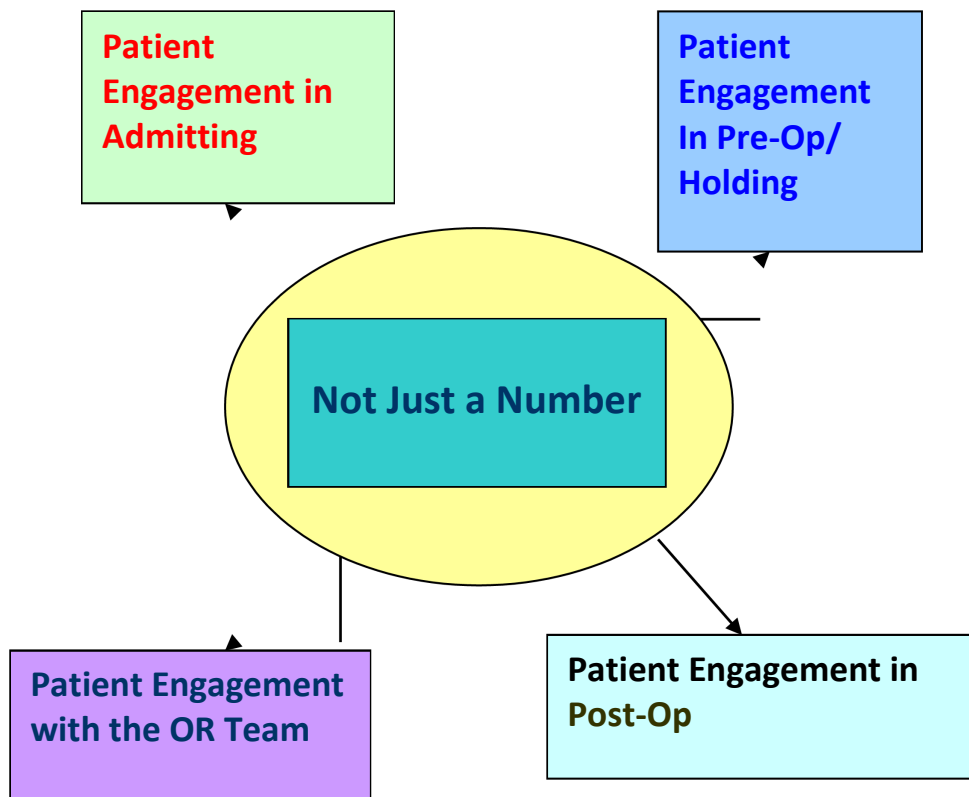 Patient
Engagement in
Admitting
Patient
Engagement
In Pre-Op/
Holding
Not Just a Number
Patient Engagement
with the OR Team
Patient Engagement in
Post-Op